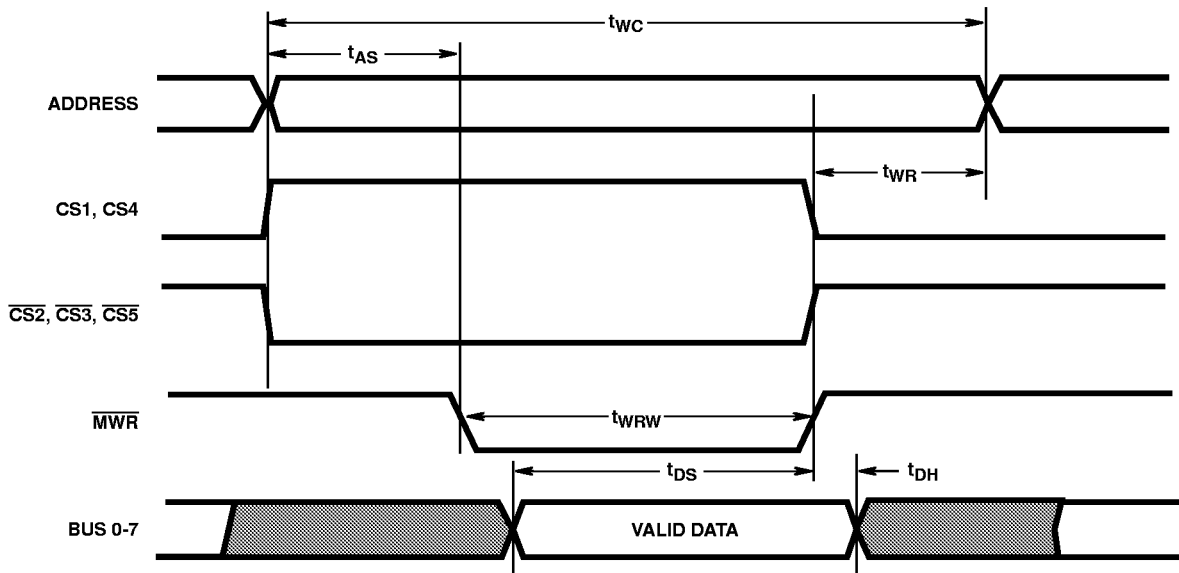 tWC
tAS
ADDRESS
tWR
CS1, CS4
CS2, CS3, CS5
MWR
tWRW
tDS
tDH
BUS 0-7
VALID DATA